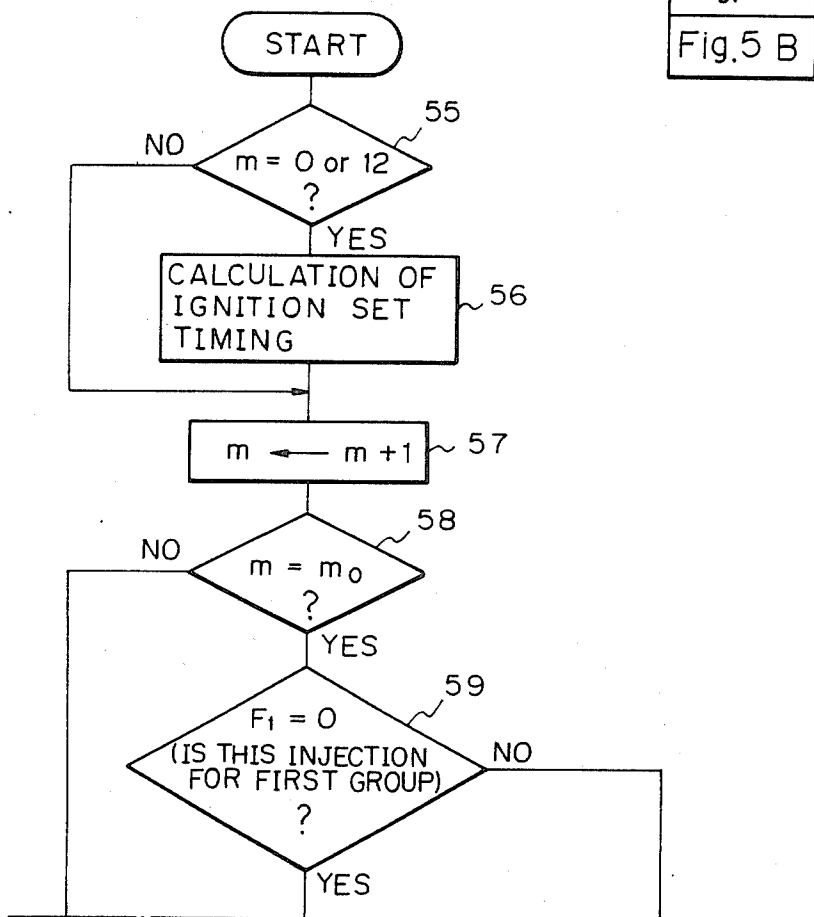 Fig.5 B
START
55
NO
m = 0 or 12
?
YES
CALCULATION OF
IGNITION SET
TIMING
56
m ← m +1
57
58
NO
m = m₀
?
YES
59
F₁ = 0
(IS THIS INJECTION
FOR FIRST GROUP)
?
NO
YES